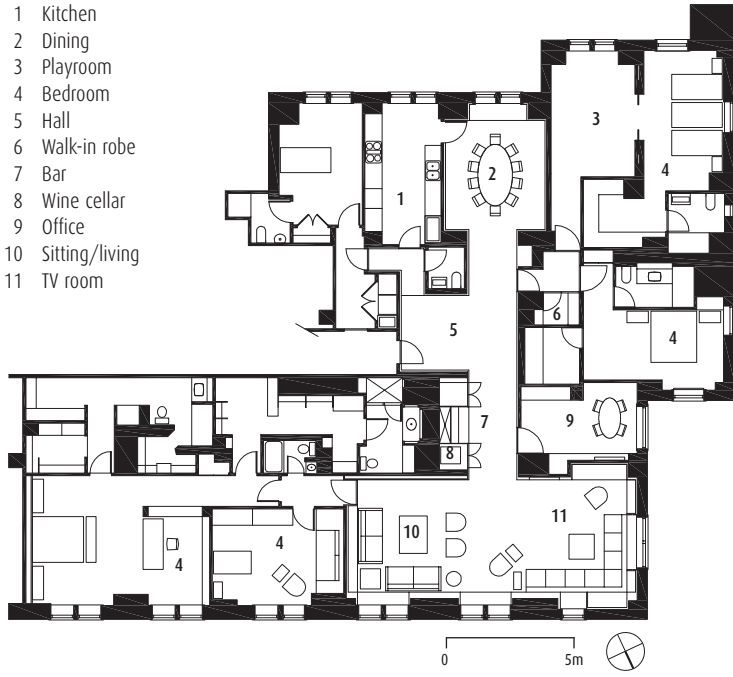 1 Kitchen
2 Dining
3 Playroom
4 Bedroom
5 Hall
6 Walk-in robe
7 Bar
8 Wine cellar
9 Office
10 Sitting/living
11 TV room
3
2
4
1
5
6
4
7
9
8
11
10
4
4
0 5m